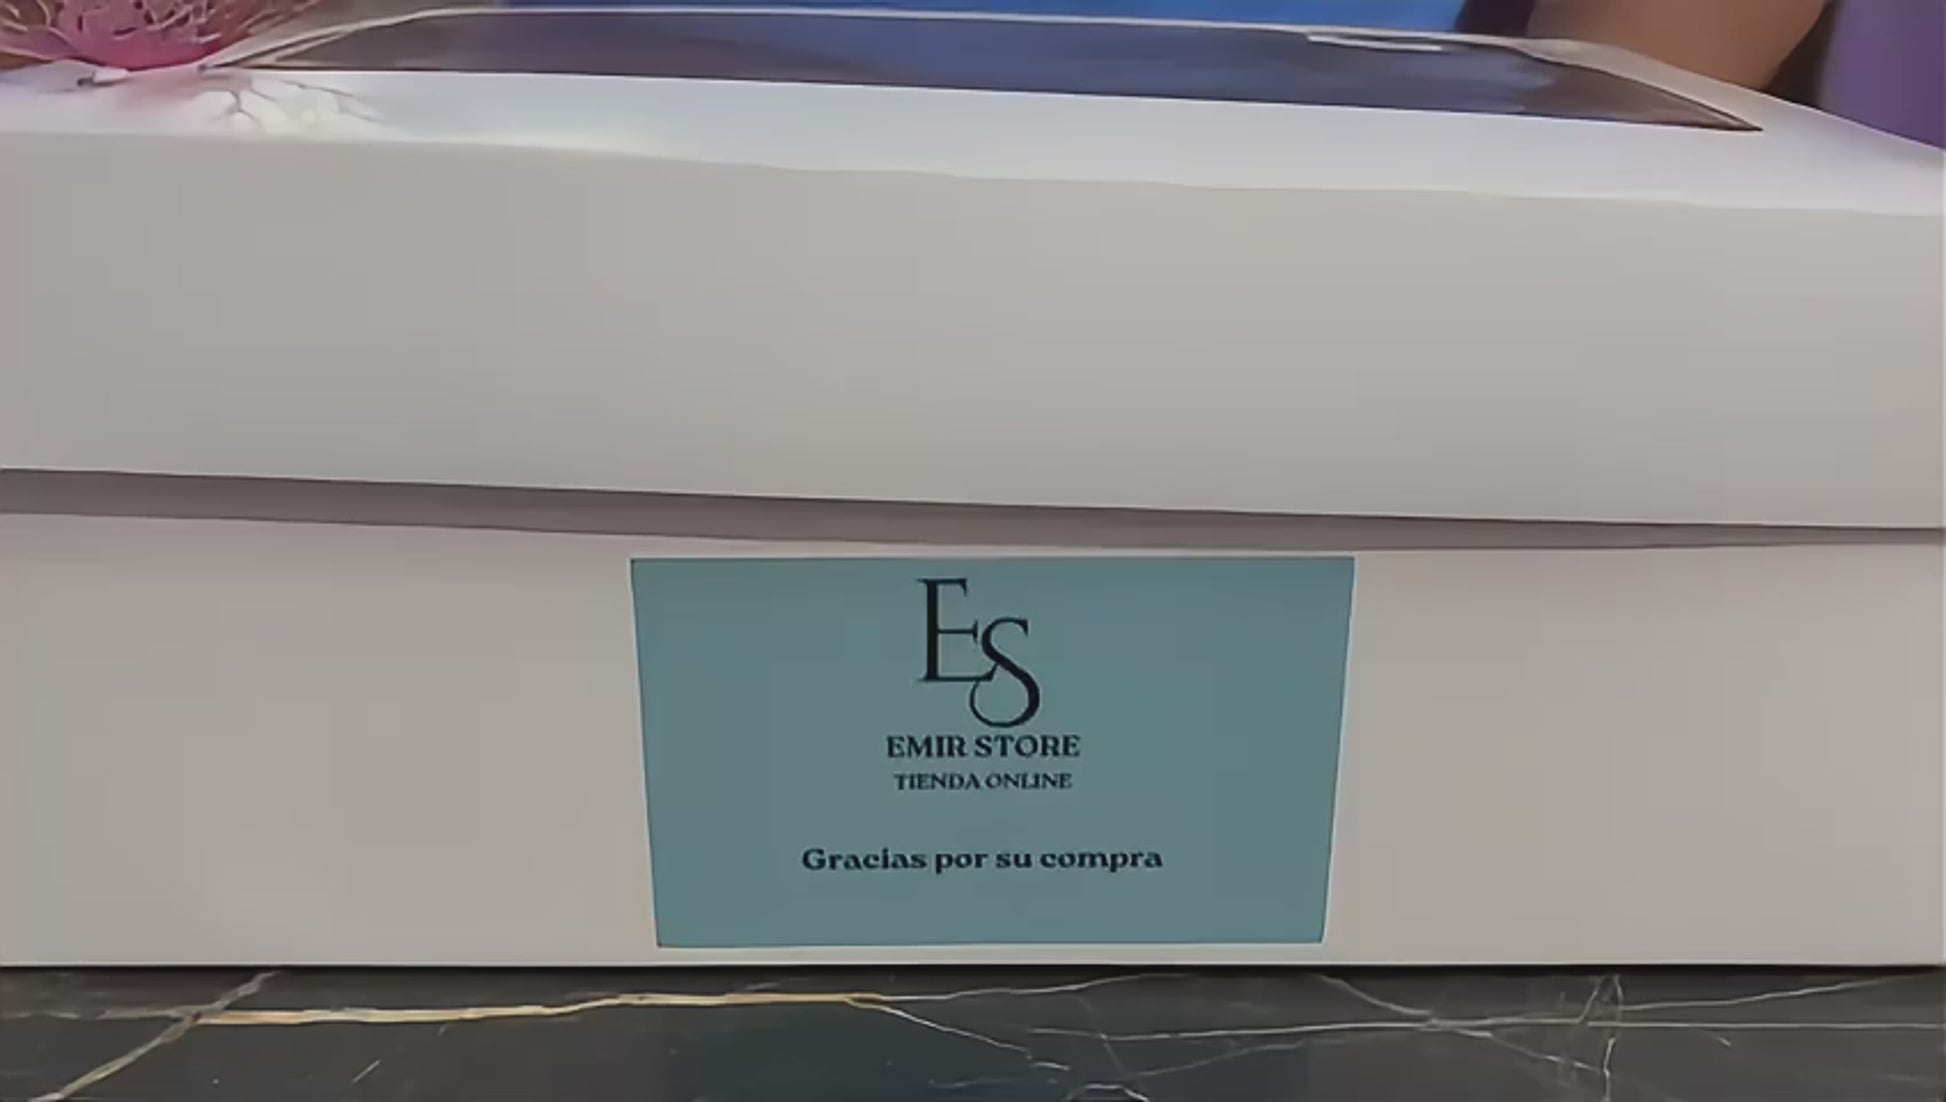 ES
EMIR STORE
TIENDA ONLINE
Gracias por su compra